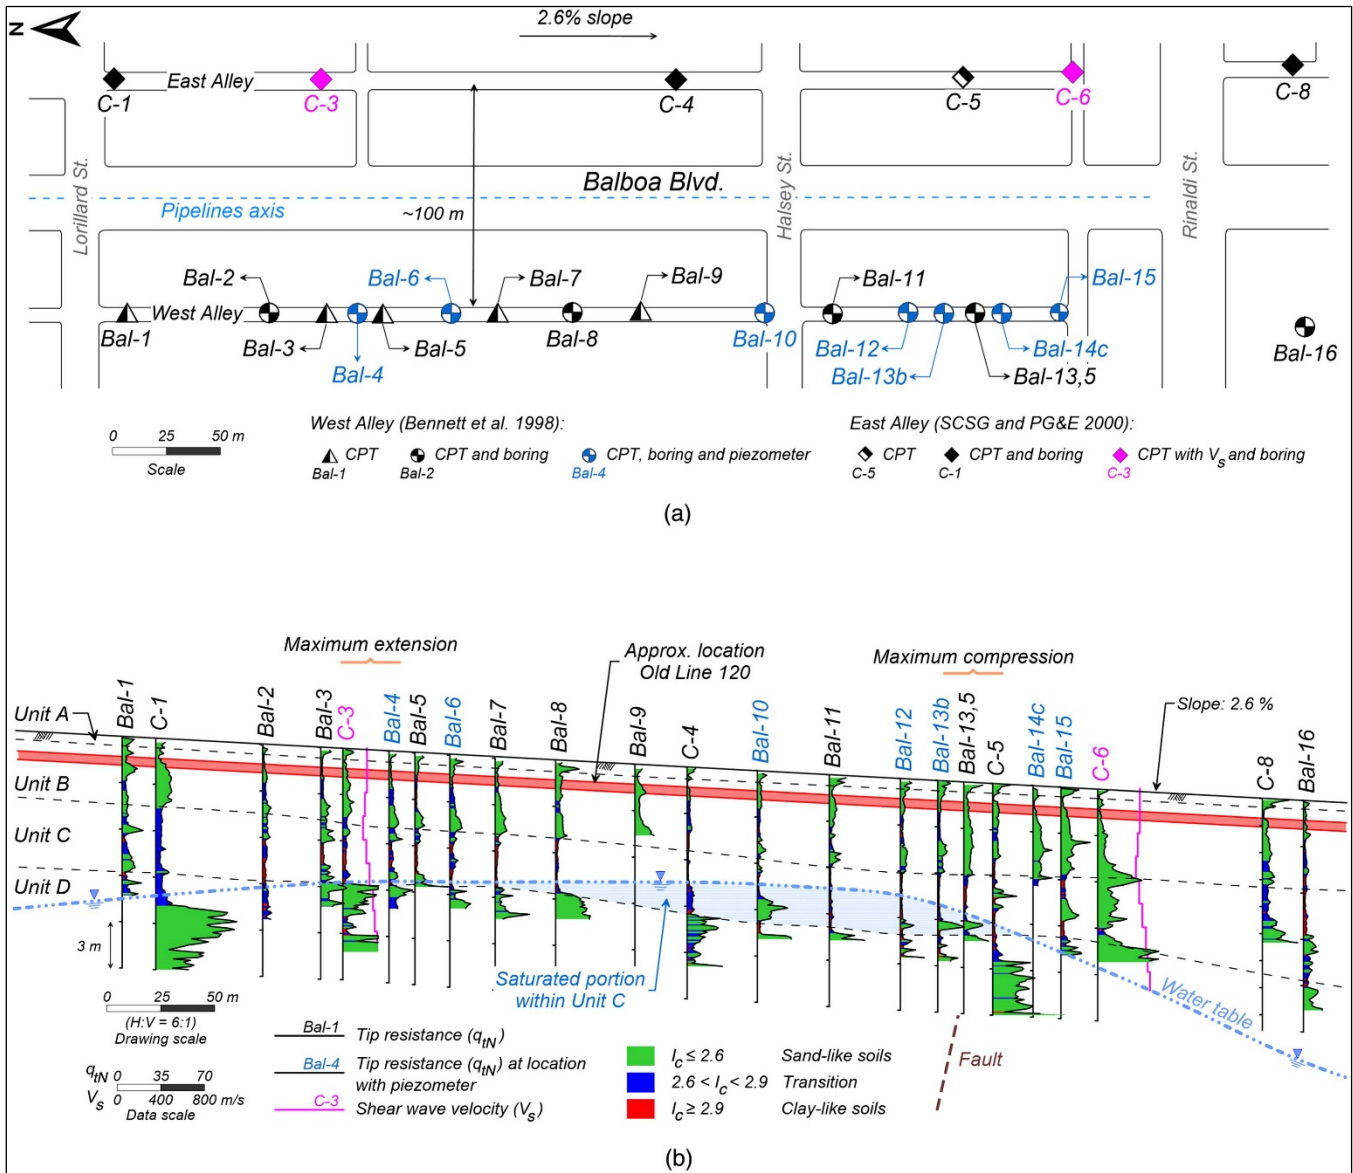 N
2.6% slope
East Alley
C-1
C-3
C-4
C-5
C-6
C-8
Lorillard St.
Balboa Blvd.
Halsey St.
Rinaldi St.
Pipelines axis
~100 m
Bal-2
Bal-6
Bal-7
Bal-9
Bal-11
Bal-15
West Alley
Bal-1
Bal-3
Bal-4
Bal-5
Bal-8
Bal-10
Bal-12
Bal-13b
Bal-14c
Bal-13,5
Bal-16
0 25 50 m
Scale
West Alley (Bennett et al. 1998):
CPT
Bal-1
CPT and boring
Bal-2
CPT, boring and piezometer
Bal-4
East Alley (SCSG and PG&E 2000):
CPT
C-5
CPT and boring
C-1
CPT with Vs and boring
C-3
(a)
Maximum extension
Approx. location
Old Line 120
Maximum compression
Slope: 2.6 %
Unit A
Bal-1
C-1
Bal-2
Bal-3
C-3
Bal-4
Bal-5
Bal-6
Bal-7
Bal-8
Bal-9
C-4
Bal-10
Bal-11
Bal-12
Bal-13b
Bal-13,5
C-5
Bal-14c
Bal-15
C-6
C-8
Bal-16
Unit B
Unit C
Unit D
3 m
Saturated portion
within Unit C
Water table
Fault
0 25 50 m
(H:V = 6:1)
Drawing scale
qtN 0 35 70
Vs 0 400 800 m/s
Data scale
Bal-1 Tip resistance (qtN)
Bal-4 Tip resistance (qtN) at location
with piezometer
C-3 Shear wave velocity (Vs)
Ic ≤ 2.6 Sand-like soils
2.6 < Ic < 2.9 Transition
Ic ≥ 2.9 Clay-like soils
(b)